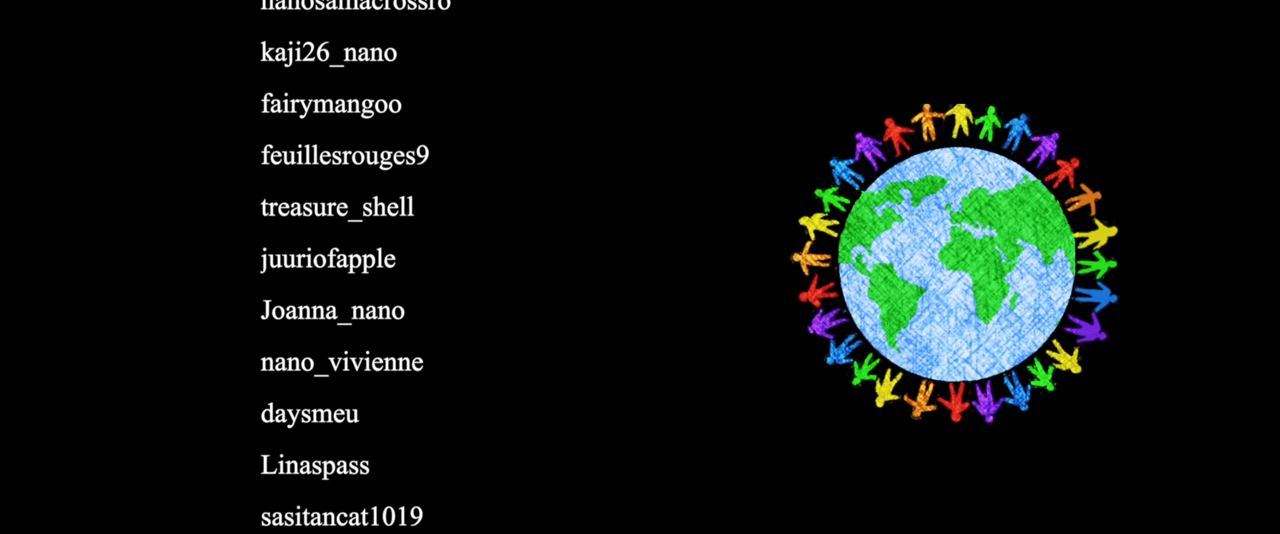 kaji26_nano
fairymangoo
feuillesrouges9
treasure_shell
juuriofapple
Joanna_nano
nano_vivienne
daysmeu
Linaspass
sasitancat1019